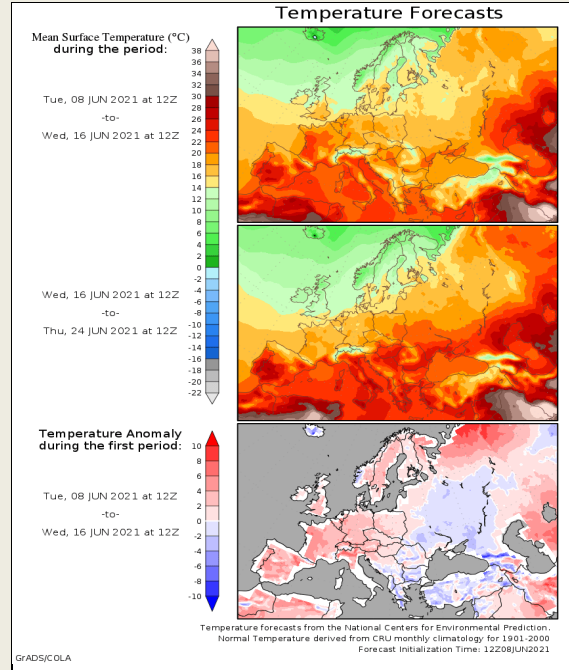 Temperature Forecasts
Mean Surface Temperature (°C)
during the period:
Tue, 08 JUN 2021 at 12Z
-to-
Wed, 16 JUN 2021 at 12Z
38
36
34
32
30
28
26
24
22
20
18
16
14
12
10
8
6
4
2
0
-2
-4
-6
-8
-10
-12
-14
-16
-18
-20
-22
Wed, 16 JUN 2021 at 12Z
-to-
Thu, 24 JUN 2021 at 12Z
Temperature Anomaly
during the first period:
Tue, 08 JUN 2021 at 12Z
-to-
Wed, 16 JUN 2021 at 12Z
10
8
6
4
2
0
-2
-4
-6
-8
-10
Temperature forecasts from the National Centers for Environmental Prediction.
Normal Temperature derived from CRU monthly climatology for 1901-2000
Forecast Initialization Time: 12Z08JUN2021
GrADS/COLA